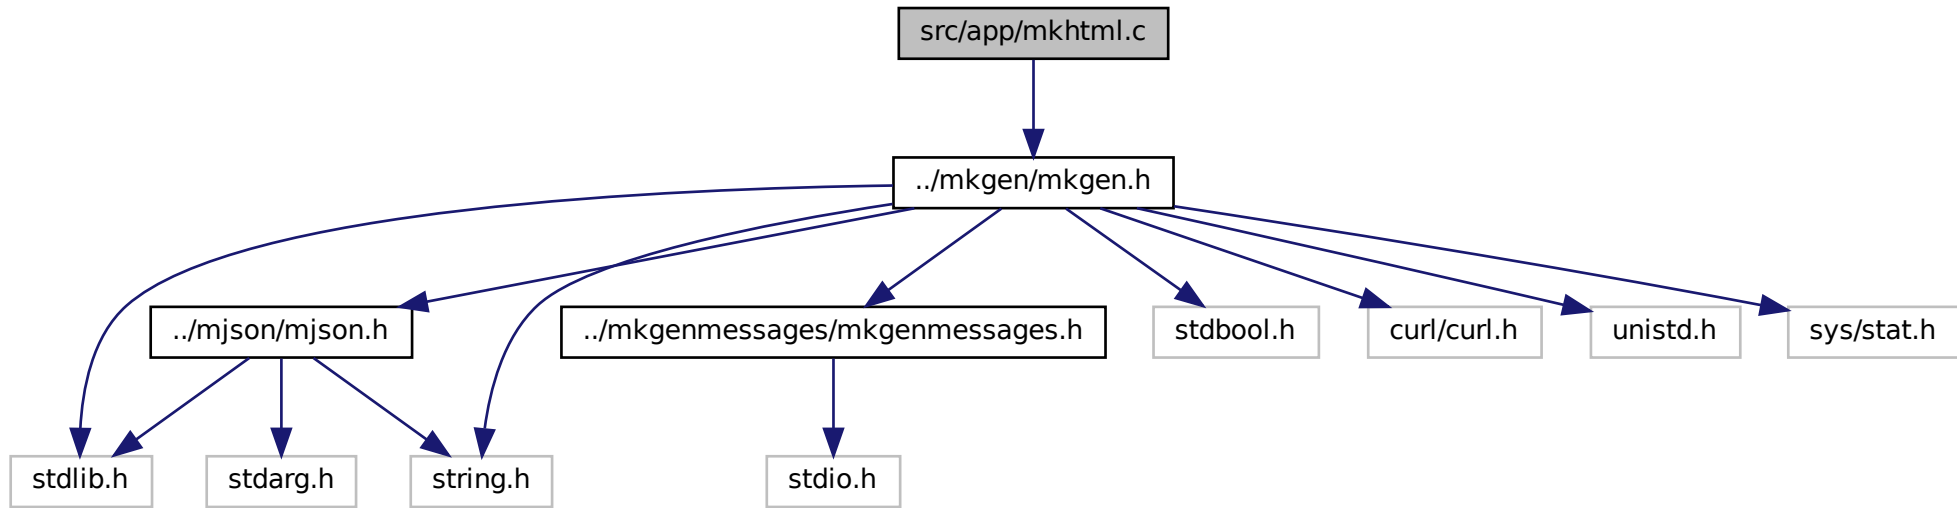 src/app/mkhtml.c
../mkgen/mkgen.h
../mjson/mjson.h
../mkgenmessages/mkgenmessages.h
stdbool.h
curl/curl.h
unistd.h
sys/stat.h
stdlib.h
stdarg.h
string.h
stdio.h